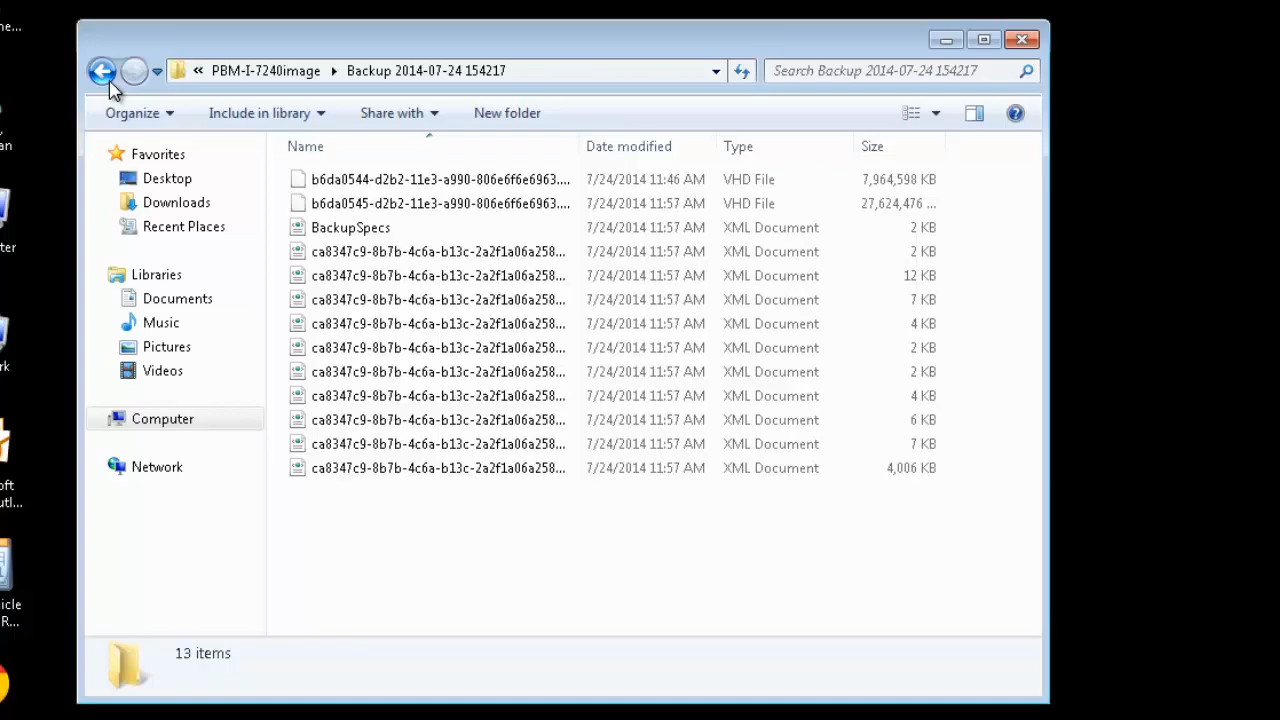 ne...
« PBM-I-7240image ▸ Backup 2014-07-24 154217
Search Backup 2014-07-24 154217
Organize Include in library Share with New folder
Name Date modified Type Size
b6da0544-d2b2-11e3-a990-806e6f6e6963.... 7/24/2014 11:46 AM VHD File 7,964,598 KB
b6da0545-d2b2-11e3-a990-806e6f6e6963.... 7/24/2014 11:57 AM VHD File 27,624,476 ...
BackupSpecs 7/24/2014 11:57 AM XML Document 2 KB
ca8347c9-8b7b-4c6a-b13c-2a2f1a06a258... 7/24/2014 11:57 AM XML Document 2 KB
ca8347c9-8b7b-4c6a-b13c-2a2f1a06a258... 7/24/2014 11:57 AM XML Document 12 KB
ca8347c9-8b7b-4c6a-b13c-2a2f1a06a258... 7/24/2014 11:57 AM XML Document 7 KB
ca8347c9-8b7b-4c6a-b13c-2a2f1a06a258... 7/24/2014 11:57 AM XML Document 4 KB
ca8347c9-8b7b-4c6a-b13c-2a2f1a06a258... 7/24/2014 11:57 AM XML Document 2 KB
ca8347c9-8b7b-4c6a-b13c-2a2f1a06a258... 7/24/2014 11:57 AM XML Document 2 KB
ca8347c9-8b7b-4c6a-b13c-2a2f1a06a258... 7/24/2014 11:57 AM XML Document 4 KB
ca8347c9-8b7b-4c6a-b13c-2a2f1a06a258... 7/24/2014 11:57 AM XML Document 6 KB
ca8347c9-8b7b-4c6a-b13c-2a2f1a06a258... 7/24/2014 11:57 AM XML Document 7 KB
ca8347c9-8b7b-4c6a-b13c-2a2f1a06a258... 7/24/2014 11:57 AM XML Document 4,006 KB
Favorites
Desktop
Downloads
Recent Places
Libraries
Documents
Music
Pictures
Videos
Computer
Network
13 items
an
ter
rk
oft
utl...
icle
R...